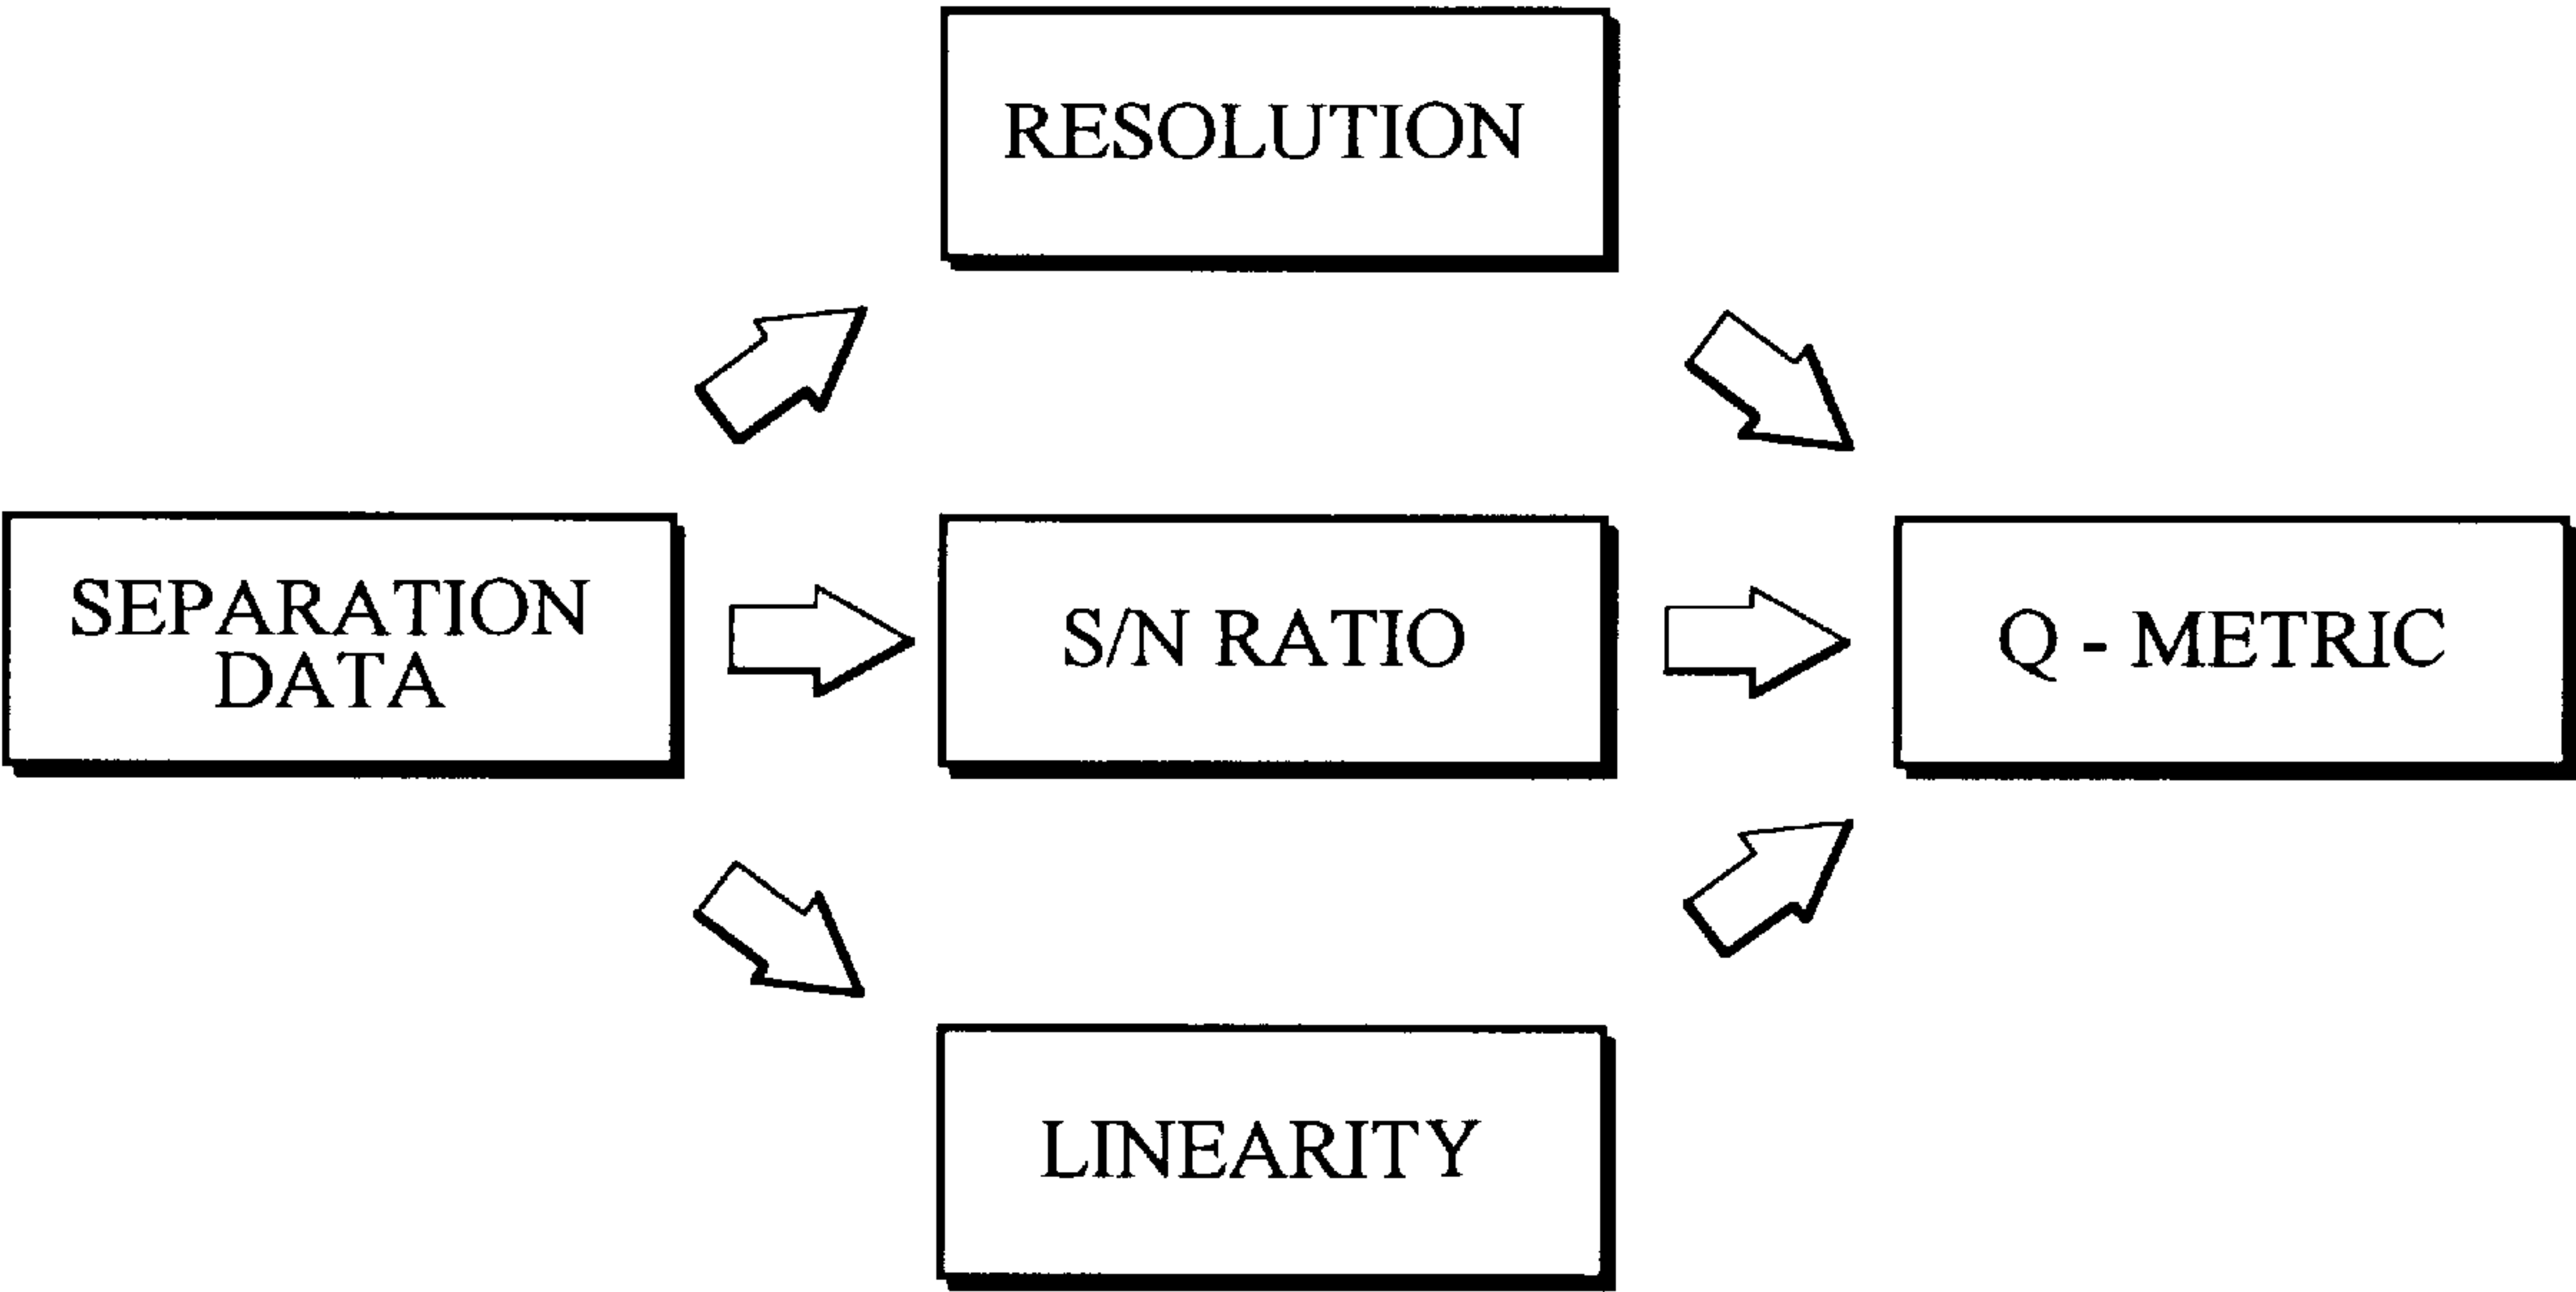 RESOLUTION
SEPARATION
DATA
S/N RATIO
Q - METRIC
LINEARITY